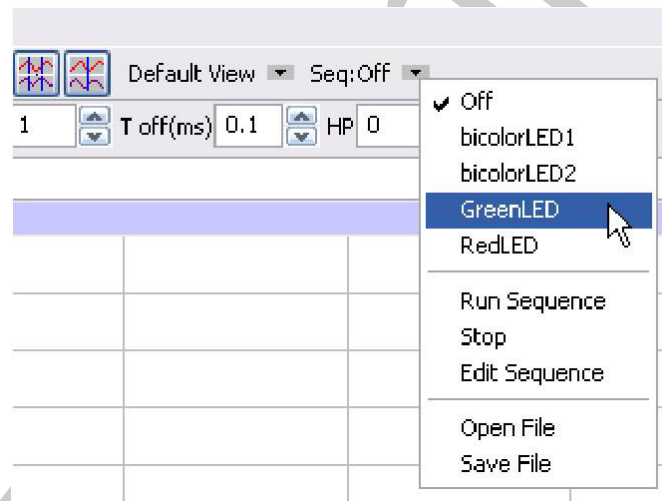 Default View Seq:Off
1 T off(ms) 0.1 HP 0
Off
bicolorLED1
bicolorLED2
GreenLED
RedLED
Run Sequence
Stop
Edit Sequence
Open File
Save File